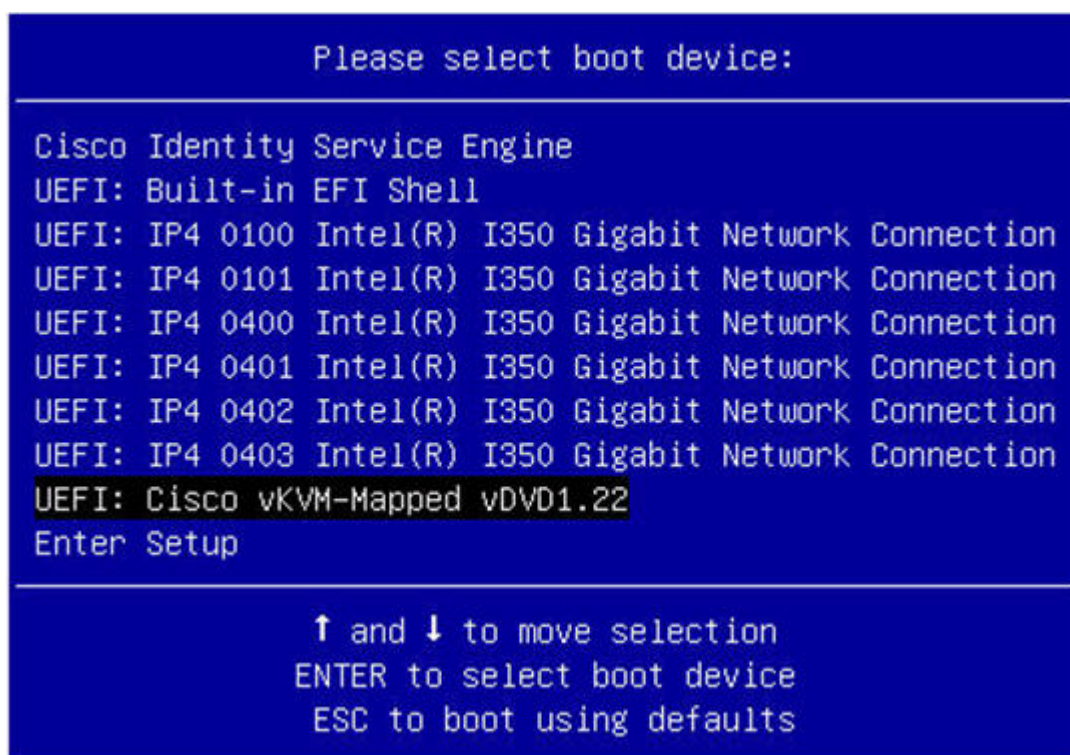 Please select boot device:
Cisco Identity Service Engine
UEFI: Built-in EFI Shell
UEFI: IP4 0100 Intel(R) I350 Gigabit Network Connection
UEFI: IP4 0101 Intel(R) I350 Gigabit Network Connection
UEFI: IP4 0400 Intel(R) I350 Gigabit Network Connection
UEFI: IP4 0401 Intel(R) I350 Gigabit Network Connection
UEFI: IP4 0402 Intel(R) I350 Gigabit Network Connection
UEFI: IP4 0403 Intel(R) I350 Gigabit Network Connection
UEFI: Cisco vKVM-Mapped vDVD1.22
Enter Setup
↑ and ↓ to move selection
ENTER to select boot device
ESC to boot using defaults